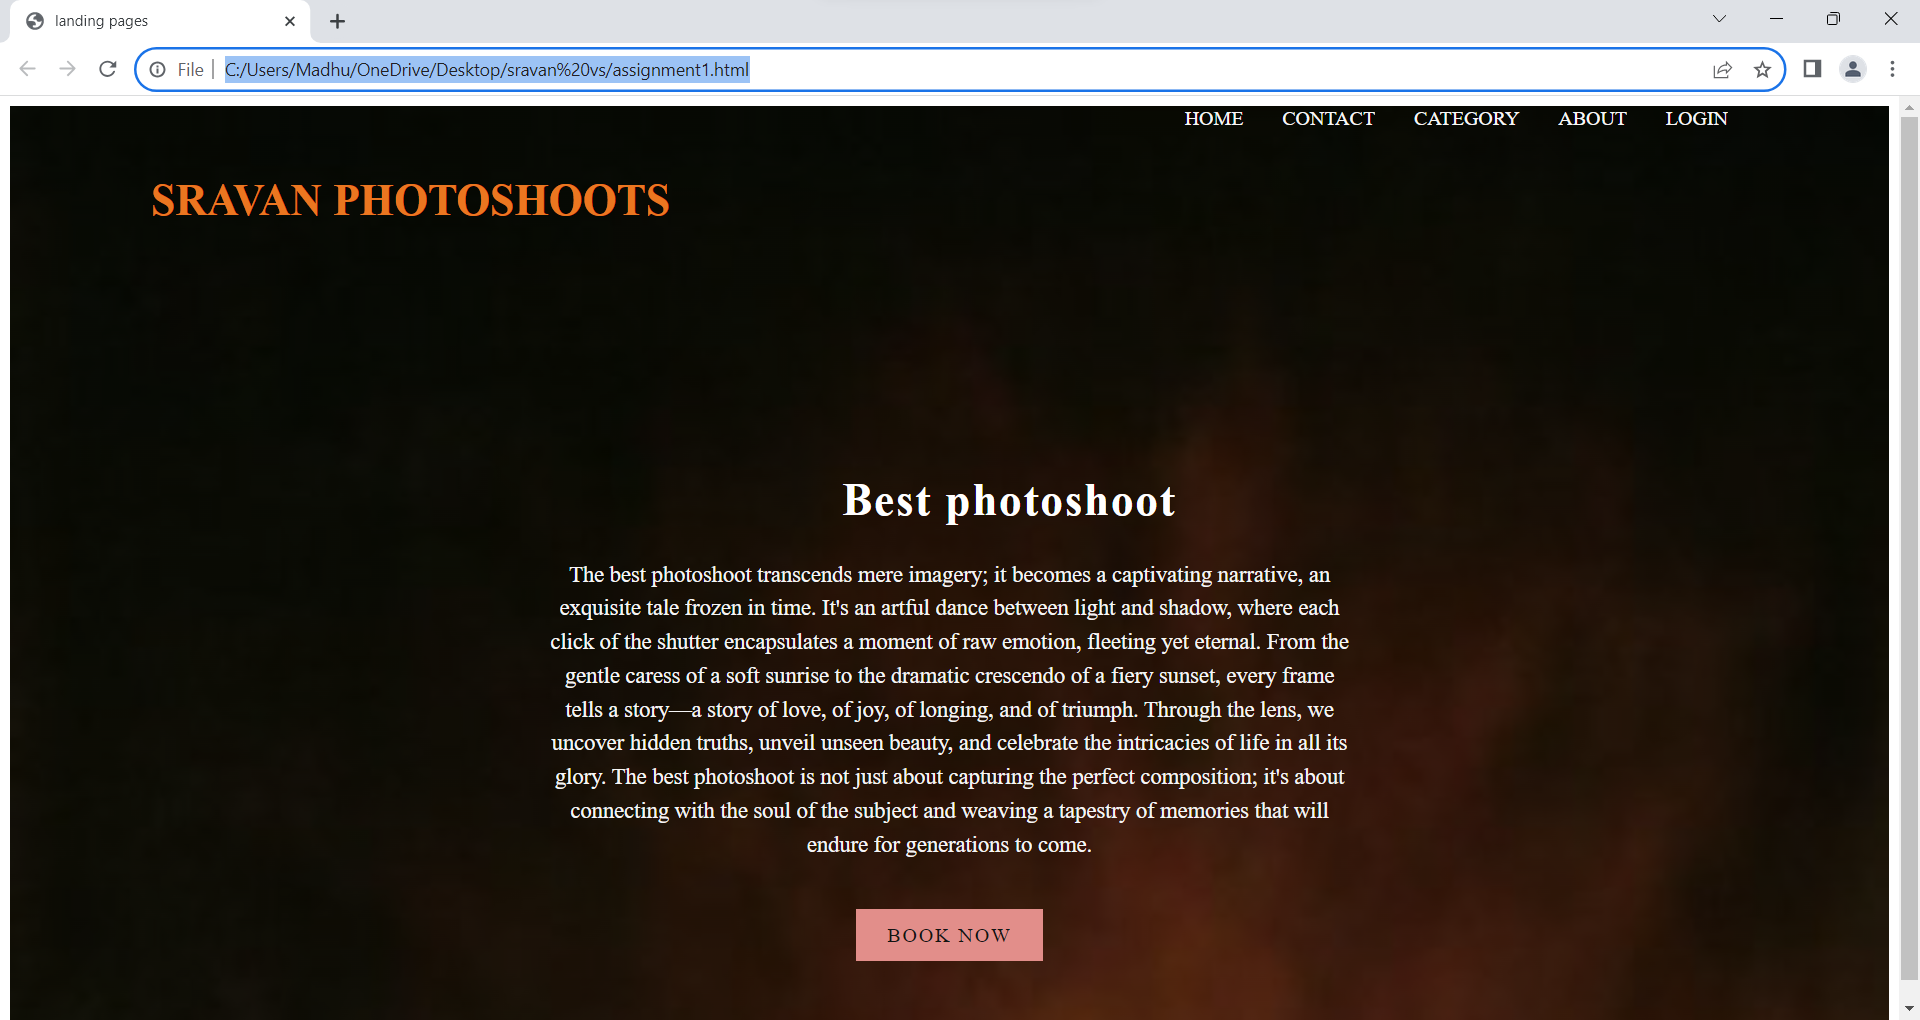 landing pages
File
C:/Users/Madhu/OneDrive/Desktop/sravan%20vs/assignment1.html
HOME CONTACT CATEGORY ABOUT LOGIN
SRAVAN PHOTOSHOOTS
Best photoshoot
The best photoshoot transcends mere imagery; it becomes a captivating narrative, an
exquisite tale frozen in time. It's an artful dance between light and shadow, where each
click of the shutter encapsulates a moment of raw emotion, fleeting yet eternal. From the
gentle caress of a soft sunrise to the dramatic crescendo of a fiery sunset, every frame
tells a story—a story of love, of joy, of longing, and of triumph. Through the lens, we
uncover hidden truths, unveil unseen beauty, and celebrate the intricacies of life in all its
glory. The best photoshoot is not just about capturing the perfect composition; it's about
connecting with the soul of the subject and weaving a tapestry of memories that will
endure for generations to come.
BOOK NOW